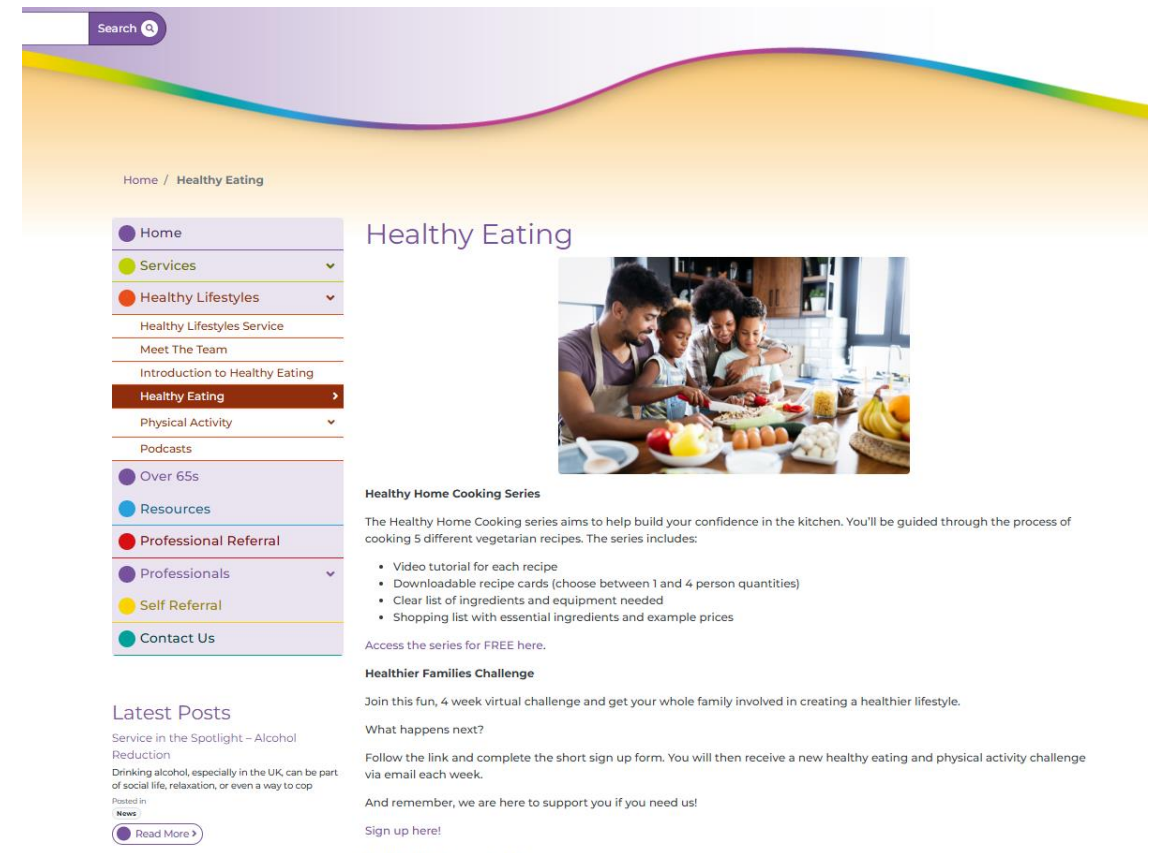 Search
Home / Healthy Eating
Home
Services
Healthy Lifestyles
Healthy Lifestyles Service
Meet The Team
Introduction to Healthy Eating
Healthy Eating
Physical Activity
Podcasts
Over 65s
Resources
Professional Referral
Professionals
Self Referral
Contact Us
Latest Posts
Service in the Spotlight – Alcohol
Reduction
Drinking alcohol, especially in the UK, can be part
of social life, relaxation, or even a way to cop
Posted in
News
Read More
Healthy Eating
Healthy Home Cooking Series
The Healthy Home Cooking series aims to help build your confidence in the kitchen. You'll be guided through the process of
cooking 5 different vegetarian recipes. The series includes:
• Video tutorial for each recipe
• Downloadable recipe cards (choose between 1 and 4 person quantities)
• Clear list of ingredients and equipment needed
• Shopping list with essential ingredients and example prices
Access the series for FREE here.
Healthier Families Challenge
Join this fun, 4 week virtual challenge and get your whole family involved in creating a healthier lifestyle.
What happens next?
Follow the link and complete the short sign up form. You will then receive a new healthy eating and physical activity challenge
via email each week.
And remember, we are here to support you if you need us!
Sign up here!